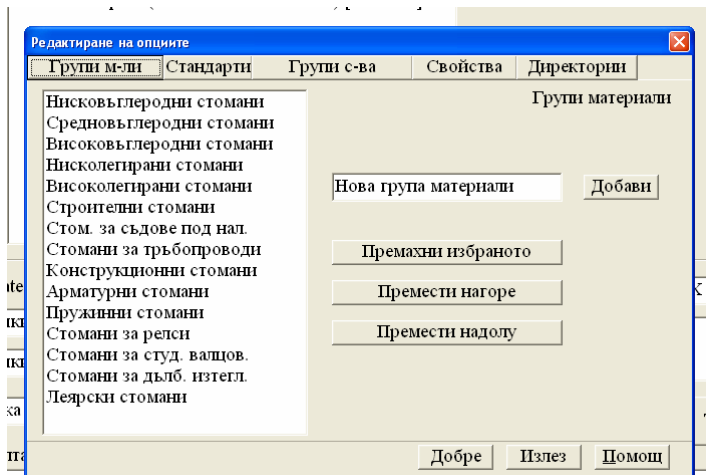 Редактиране на опциите
Групи м-ли Стандарти Групи с-ва Свойства Директории
Групи материали
Нисковъглеродни стомани
Средновъглеродни стомани
Високовъглеродни стомани
Нисколегирани стомани
Високолегирани стомани
Строителни стомани
Стом. за съдове под нал.
Стомани за тръбопроводи
Конструкционни стомани
Арматурни стомани
Пружинни стомани
Стомани за релси
Стомани за студ. валцов.
Стомани за дълб. изтегл.
Леярски стомани
Нова група материали Добави
Премахни избраното
Премести нагоре
Премести надолу
Добре Излез Помощ